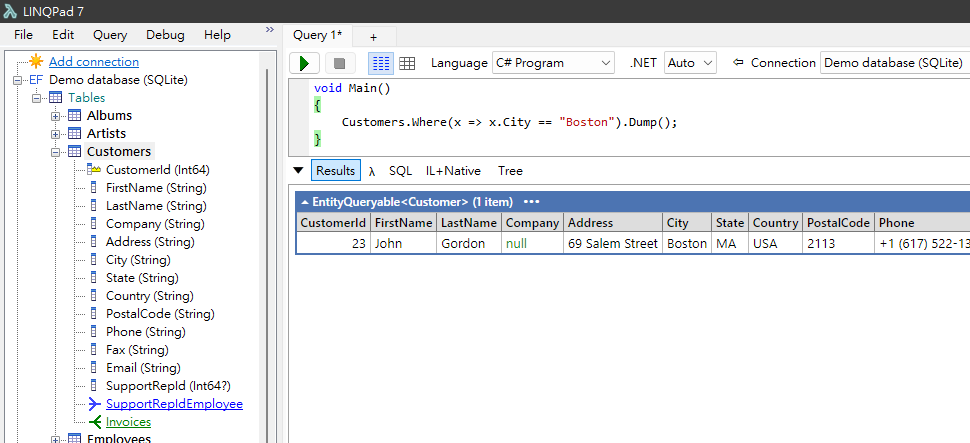 LINQPad 7
File Edit Query Debug Help »
Add connection
EF Demo database (SQLite)
Tables
Albums
Artists
Customers
CustomerId (Int64)
FirstName (String)
LastName (String)
Company (String)
Address (String)
City (String)
State (String)
Country (String)
PostalCode (String)
Phone (String)
Fax (String)
Email (String)
SupportRepId (Int64?)
SupportRepIdEmployee
Invoices
Employees
Query 1* +
Language C# Program .NET Auto Connection Demo database (SQLite)
void Main()
{
Customers.Where(x => x.City == "Boston").Dump();
}
Results λ SQL IL+Native Tree
EntityQueryable<Customer> (1 item) •••
CustomerId FirstName LastName Company Address City State Country PostalCode Phone
23 John Gordon null 69 Salem Street Boston MA USA 2113 +1 (617) 522-13